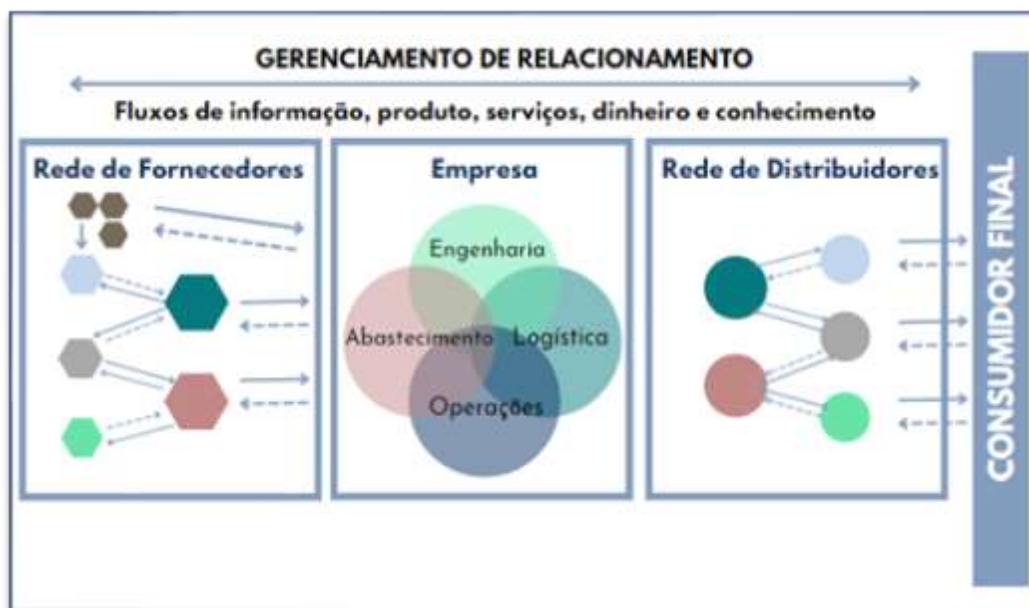 GERENCIAMENTO DE RELACIONAMENTO
Fluxos de informação, produto, serviços, dinheiro e conhecimento
Rede de Fornecedores
Empresa
Rede de Distribuidores
Engenharia
Abastecimento
Logística
Operações
CONSUMIDOR FINAL